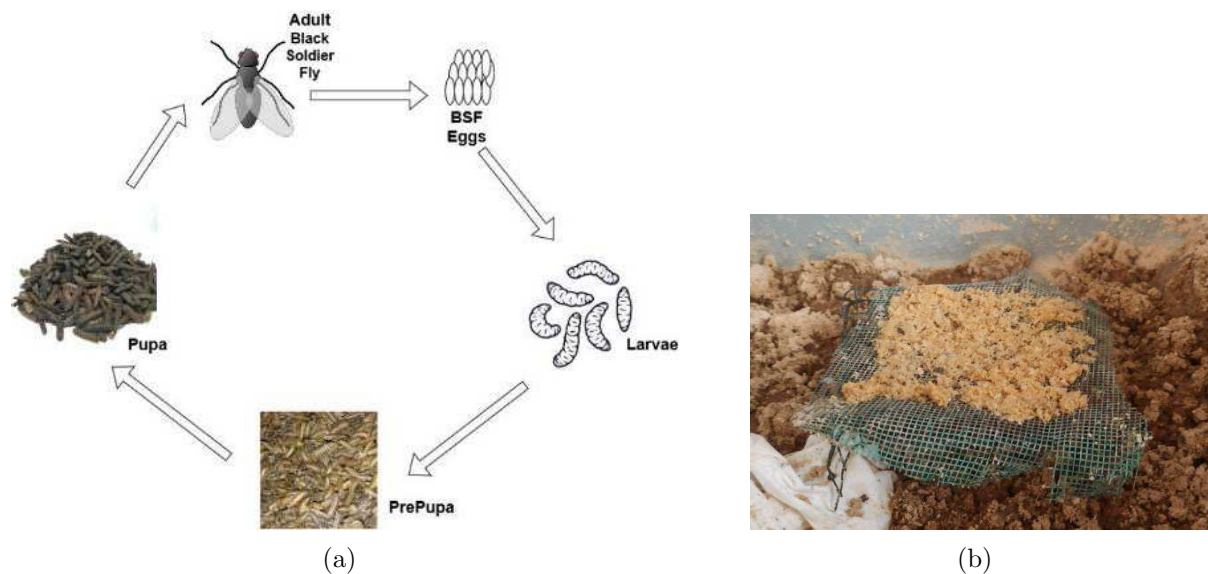 Adult
Black
Soldier
Fly
BSF
Eggs
Larvae
PrePupa
Pupa
(a)
(b)